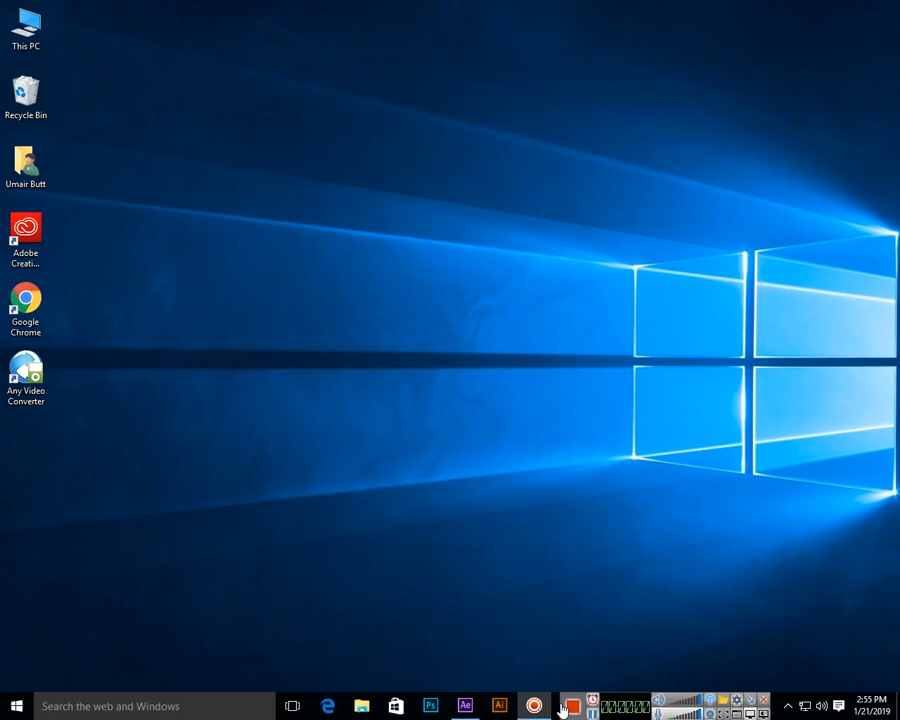 This PC
Recycle Bin
Umair Butt
Adobe
Creati...
Google
Chrome
Any Video
Converter
Search the web and Windows
Ps
Ae
Ai
2:55 PM
1/21/2019